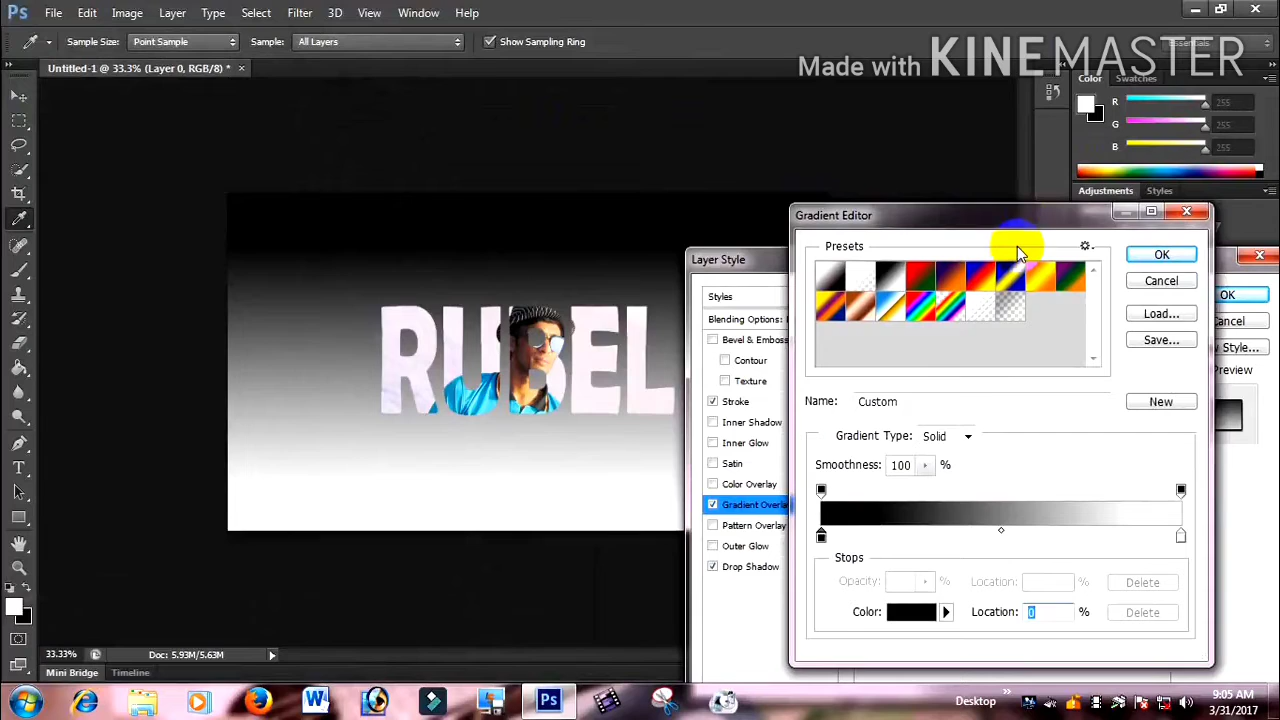 Ps File Edit Image Layer Type Select Filter 3D View Window Help
Sample Size: Point Sample Sample: All Layers Show Sampling Ring
Essentials
Made with KINEMASTER
Untitled-1 @ 33.3% (Layer 0, RGB/8) * ×
Color Swatches
R 255
G 255
B 255
Adjustments Styles
RUBEL
Gradient Editor
Presets
OK
Cancel
Load...
Save...
Name: Custom
New
Gradient Type: Solid
Smoothness: 100 %
Stops
Opacity: % Location: % Delete
Color: Location: 0 % Delete
Layer Style
Styles
Blending Options:
Bevel & Emboss
Contour
Texture
Stroke
Inner Shadow
Inner Glow
Satin
Color Overlay
Gradient Overlay
Pattern Overlay
Outer Glow
Drop Shadow
OK
Cancel
Style...
Preview
33.33% Doc: 5.93M/5.63M
Mini Bridge Timeline
W Ps Desktop
9:05 AM
3/31/2017